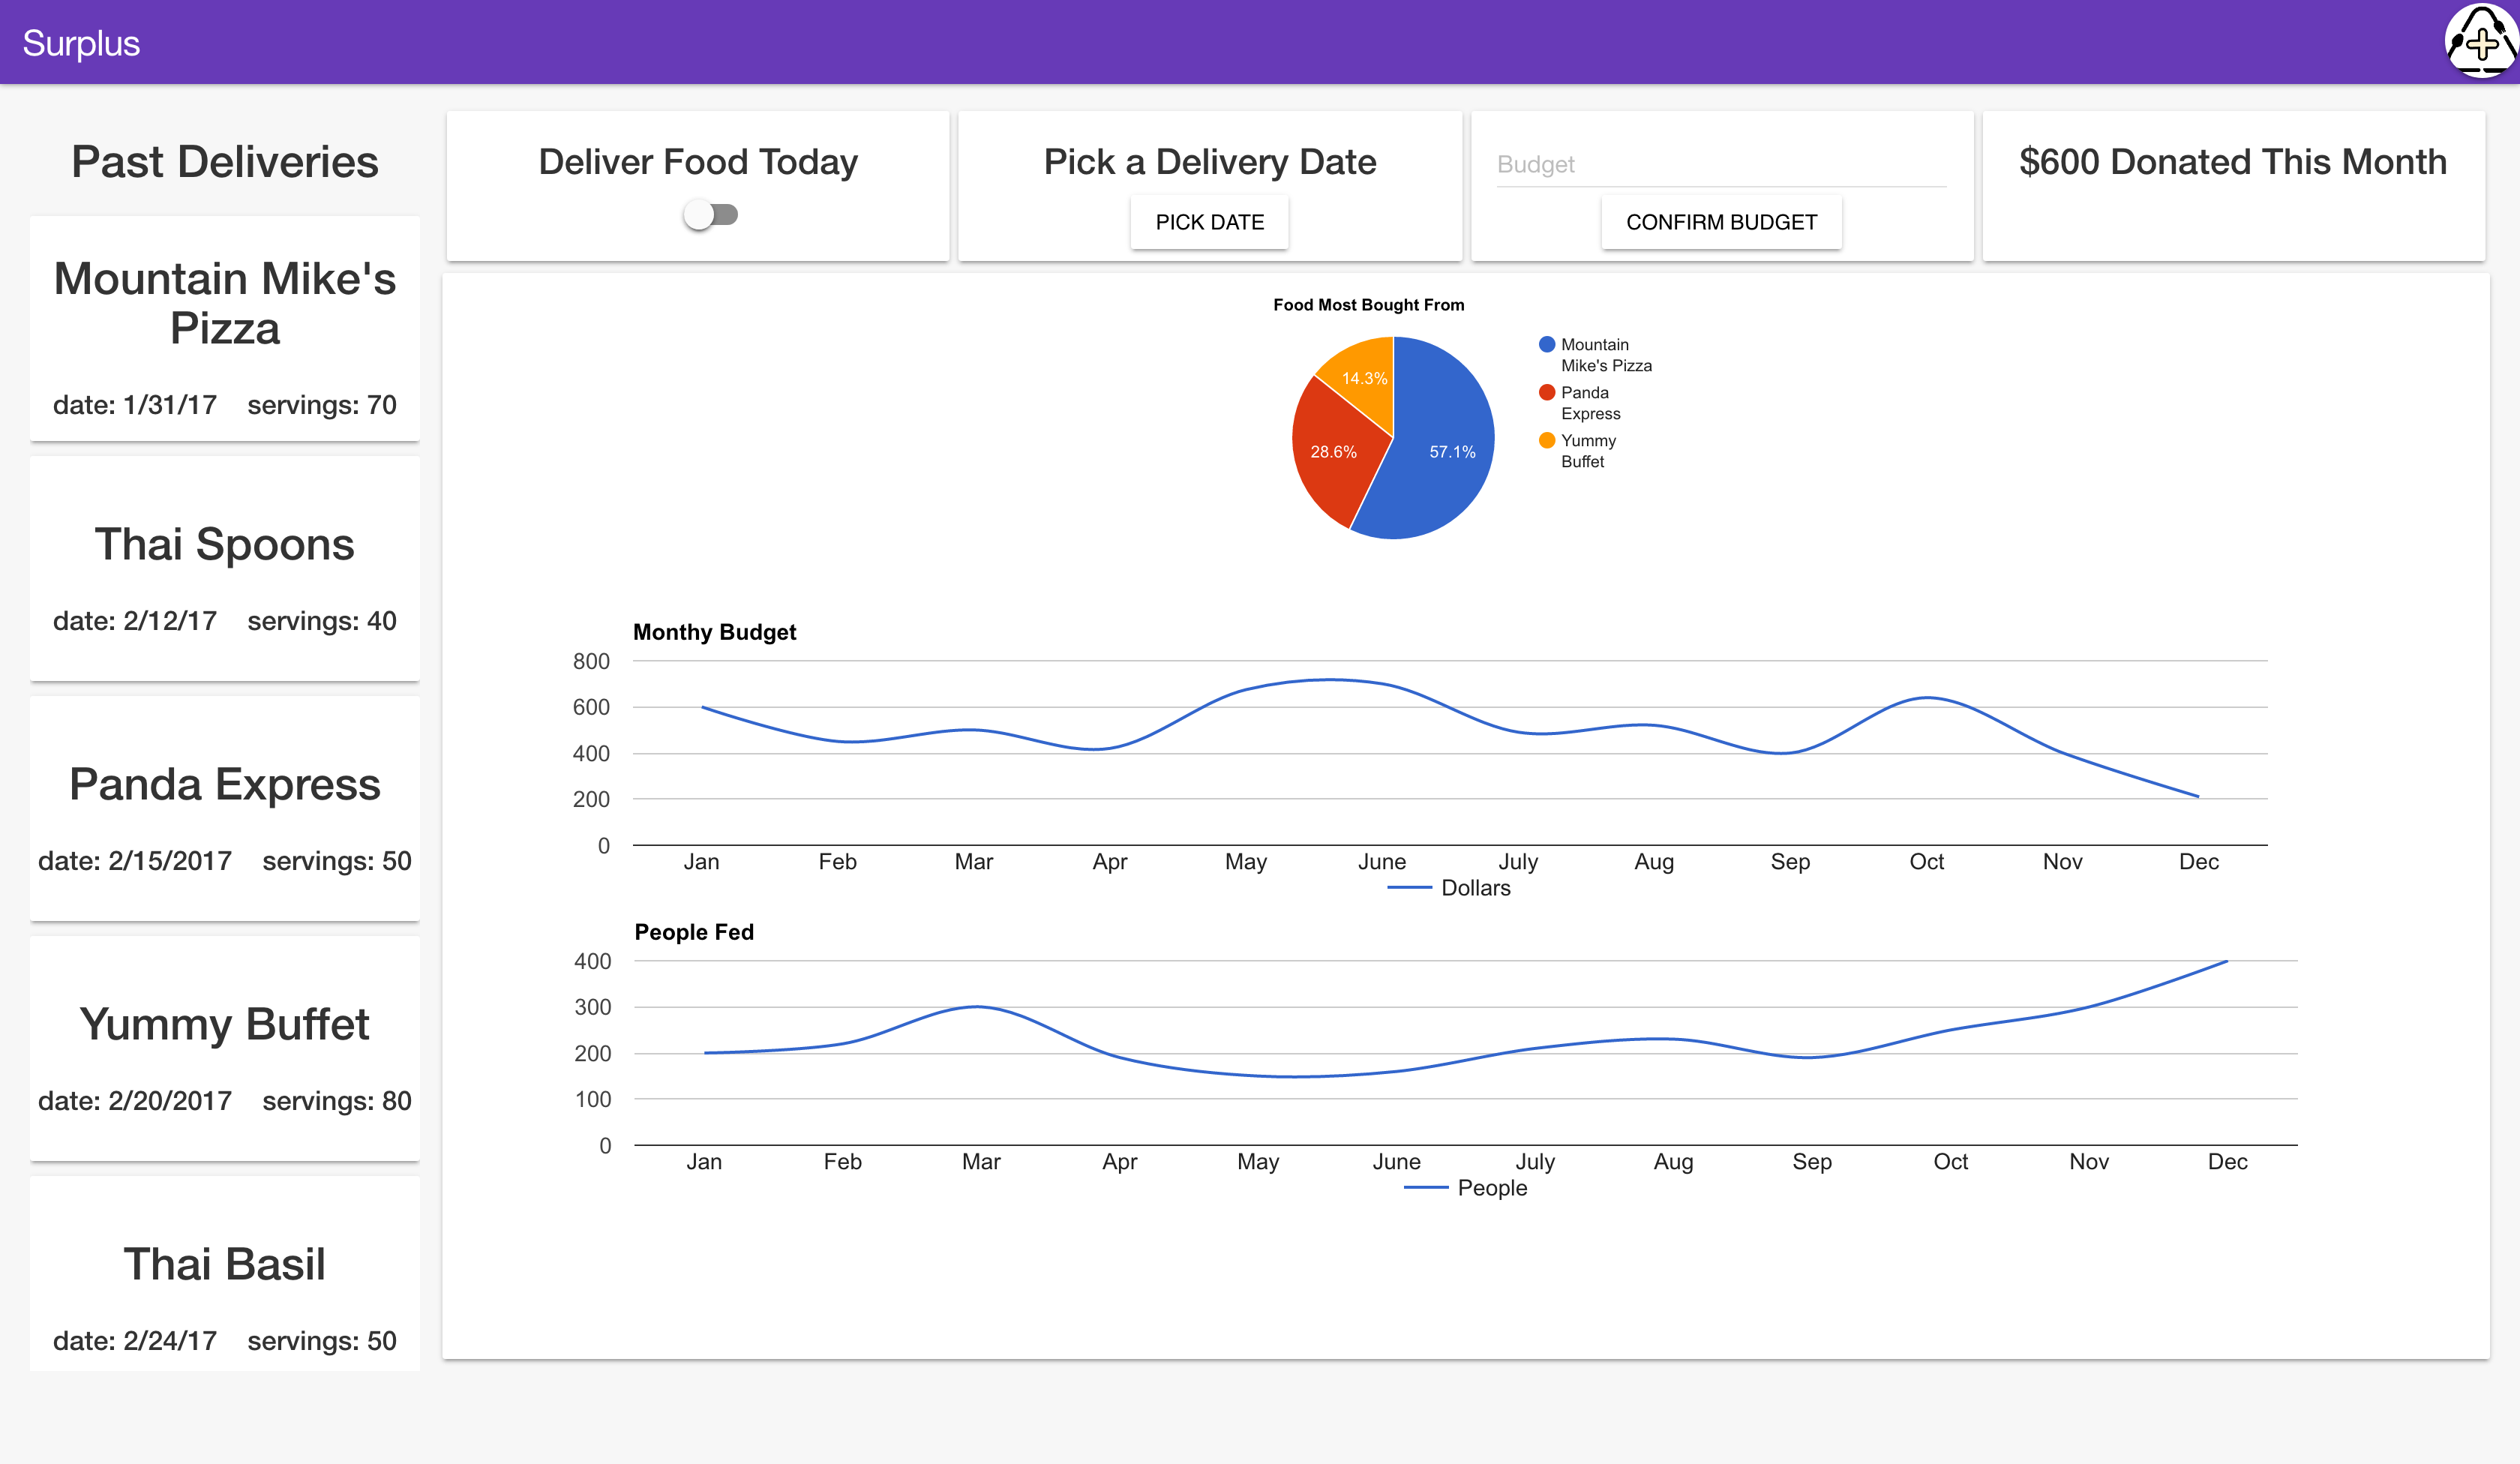 Surplus
Past Deliveries
Mountain Mike's
Pizza
date: 1/31/17 servings: 70
Thai Spoons
date: 2/12/17 servings: 40
Panda Express
date: 2/15/2017 servings: 50
Yummy Buffet
date: 2/20/2017 servings: 80
Thai Basil
date: 2/24/17 servings: 50
Deliver Food Today
Pick a Delivery Date
PICK DATE
Budget
CONFIRM BUDGET
$600 Donated This Month
Food Most Bought From
14.3%
28.6%
57.1%
Mountain
Mike's Pizza
Panda
Express
Yummy
Buffet
Monthy Budget
800
600
400
200
0
Jan Feb Mar Apr May June July Aug Sep Oct Nov Dec
Dollars
People Fed
400
300
200
100
0
Jan Feb Mar Apr May June July Aug Sep Oct Nov Dec
People